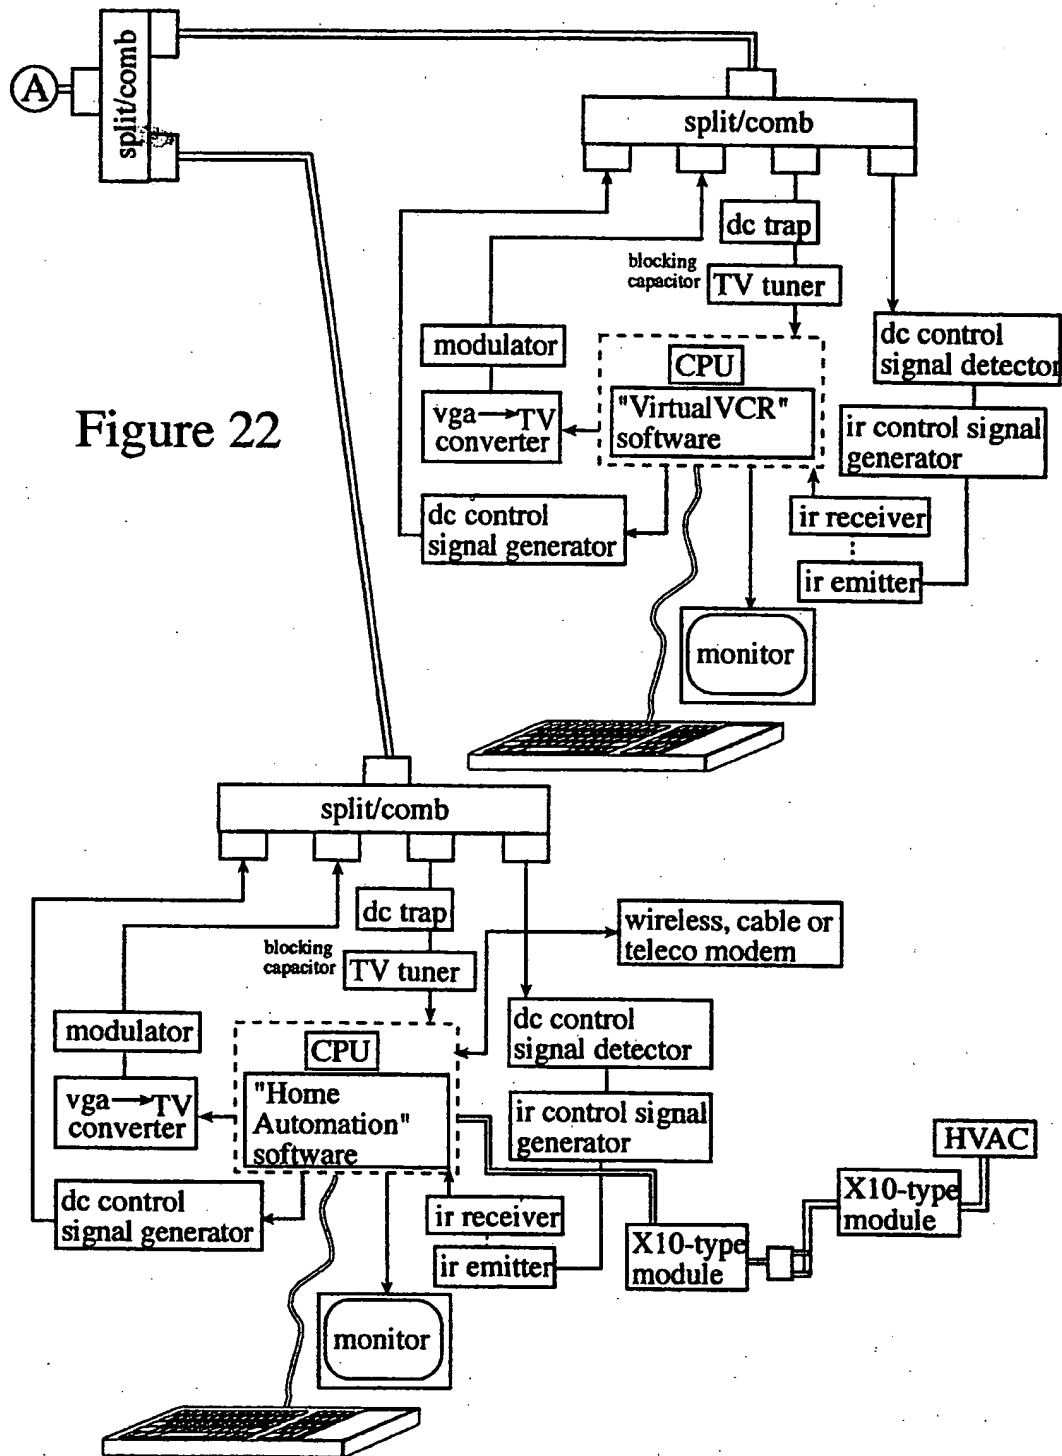 A
split/comb
split/comb
dc trap
blocking
capacitor
TV tuner
modulator
CPU
dc control
signal detector
vga TV
converter
"VirtualVCR"
software
Figure 22
ir control signal
generator
dc control
signal generator
ir receiver
ir emitter
monitor
split/comb
dc trap
wireless, cable or
teleco modem
blocking
capacitor
TV tuner
modulator
CPU
dc control
signal detector
vga TV
converter
"Home
Automation"
software
ir control signal
generator
HVAC
X10-type
module
dc control
signal generator
ir receiver
X10-type
module
ir emitter
monitor